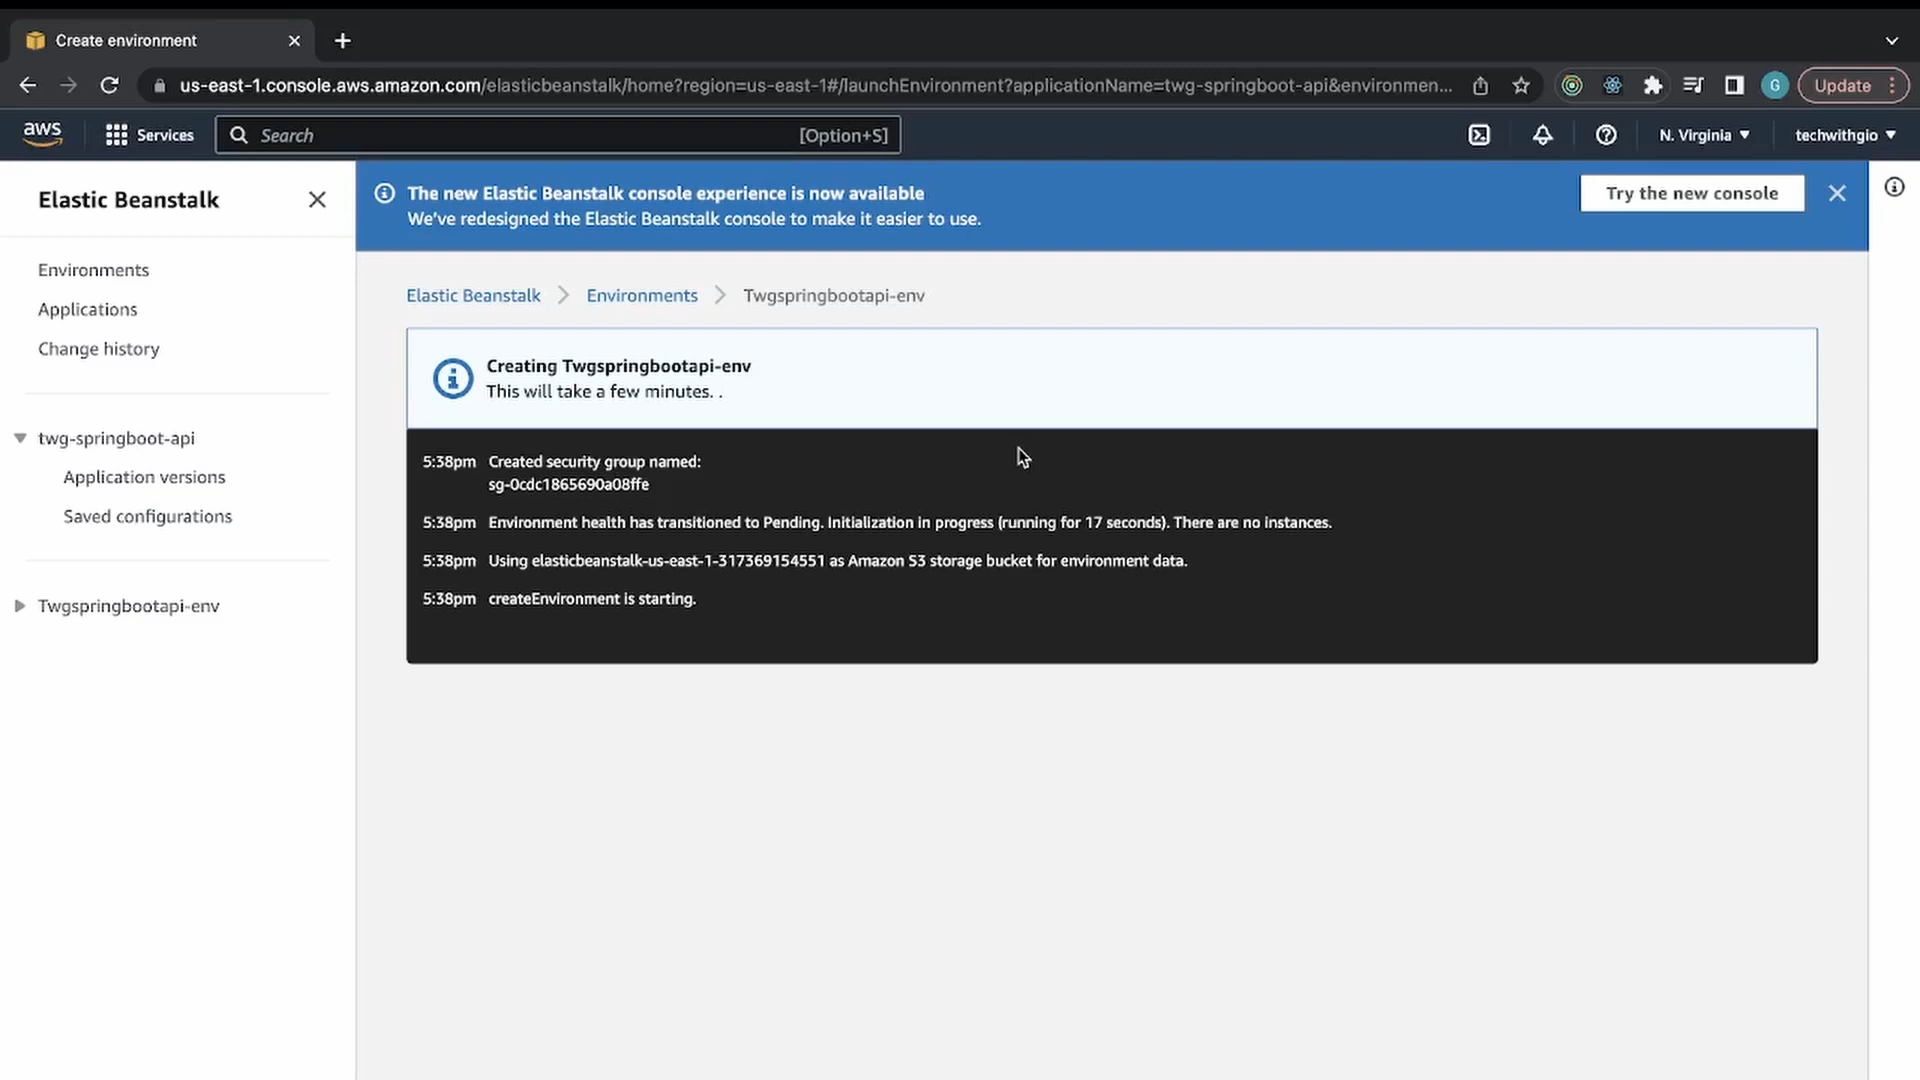 Create environment
us-east-1.console.aws.amazon.com/elasticbeanstalk/home?region=us-east-1#/launchEnvironment?applicationName=twg-springboot-api&environmen...
G
Update
aws
Services
Search
[Option+S]
N. Virginia
techwithgio
Elastic Beanstalk
Environments
Applications
Change history
twg-springboot-api
Application versions
Saved configurations
Twgspringbootapi-env
The new Elastic Beanstalk console experience is now available
We've redesigned the Elastic Beanstalk console to make it easier to use.
Try the new console
Elastic Beanstalk > Environments > Twgspringbootapi-env
Creating Twgspringbootapi-env
This will take a few minutes. .
5:38pm Created security group named:
sg-0cdc1865690a08ffe
5:38pm Environment health has transitioned to Pending. Initialization in progress (running for 17 seconds). There are no instances.
5:38pm Using elasticbeanstalk-us-east-1-317369154551 as Amazon S3 storage bucket for environment data.
5:38pm createEnvironment is starting.